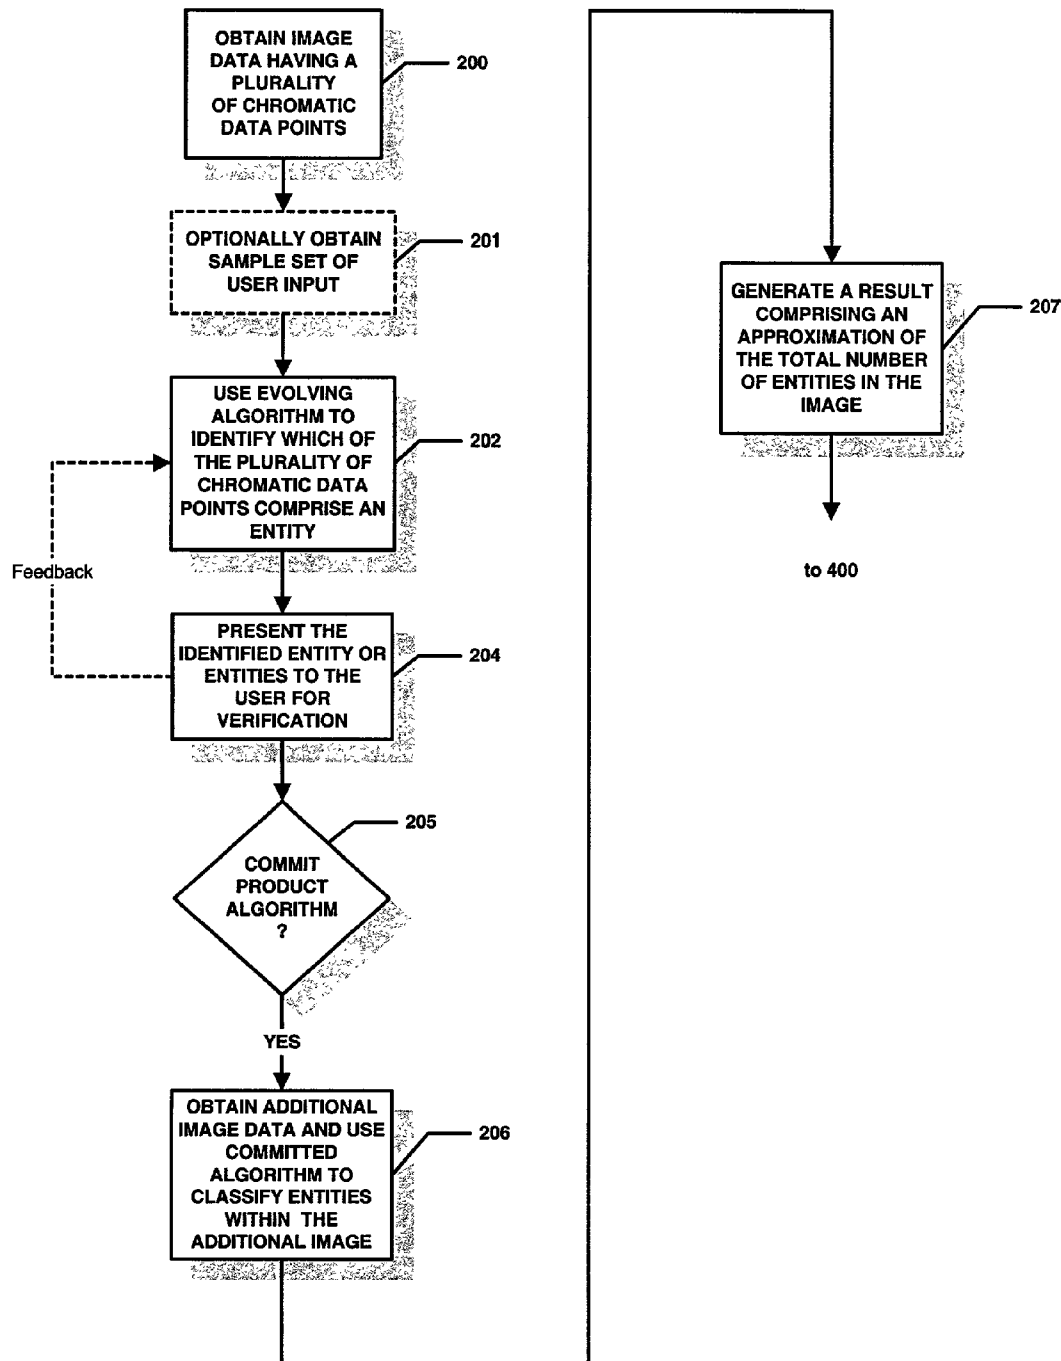 OBTAIN IMAGE
DATA HAVING A
PLURALITY
OF CHROMATIC
DATA POINTS
200
OPTIONALLY OBTAIN
SAMPLE SET OF
USER INPUT
201
USE EVOLVING
ALGORITHM TO
IDENTIFY WHICH OF
THE PLURALITY OF
CHROMATIC DATA
POINTS COMPRISE AN
ENTITY
202
Feedback
PRESENT THE
IDENTIFIED ENTITY OR
ENTITIES TO THE
USER FOR
VERIFICATION
204
COMMIT
PRODUCT
ALGORITHM
?
205
YES
OBTAIN ADDITIONAL
IMAGE DATA AND USE
COMMITTED
ALGORITHM TO
CLASSIFY ENTITIES
WITHIN THE
ADDITIONAL IMAGE
206
GENERATE A RESULT
COMPRISING AN
APPROXIMATION OF
THE TOTAL NUMBER
OF ENTITIES IN THE
IMAGE
207
to 400